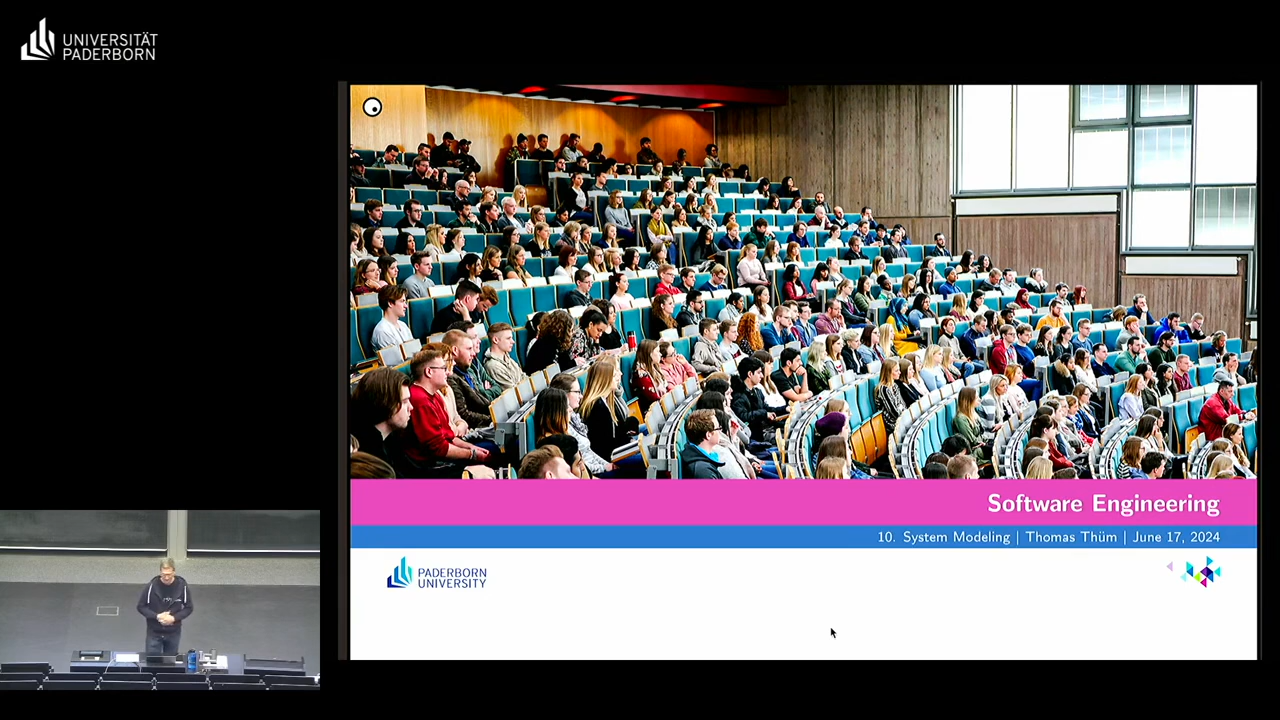 UNIVERSITÄT
PADERBORN
Software Engineering
10. System Modeling | Thomas Thüm | June 17, 2024
PADERBORN
UNIVERSITY